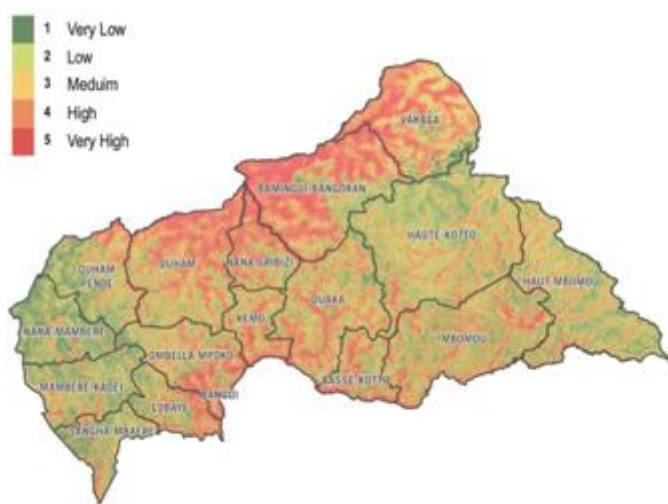 1 Very Low
2 Low
3 Meduim
4 High
5 Very High
VAKAGA
BAMINGUI-BANGORAN
HAUTE-KOTTO
OUHAM
PENDE
OUHAM
NANA-GRIBIZI
HAUT-MBOMOU
OUAKA
KEMO
NANA-MAMBERE
MBOMOU
OMBELLA MPOKO
MAMBERE-KADEI
BASSE-KOTTO
BANGUI
LOBAYE
SANGHA-MBAERE